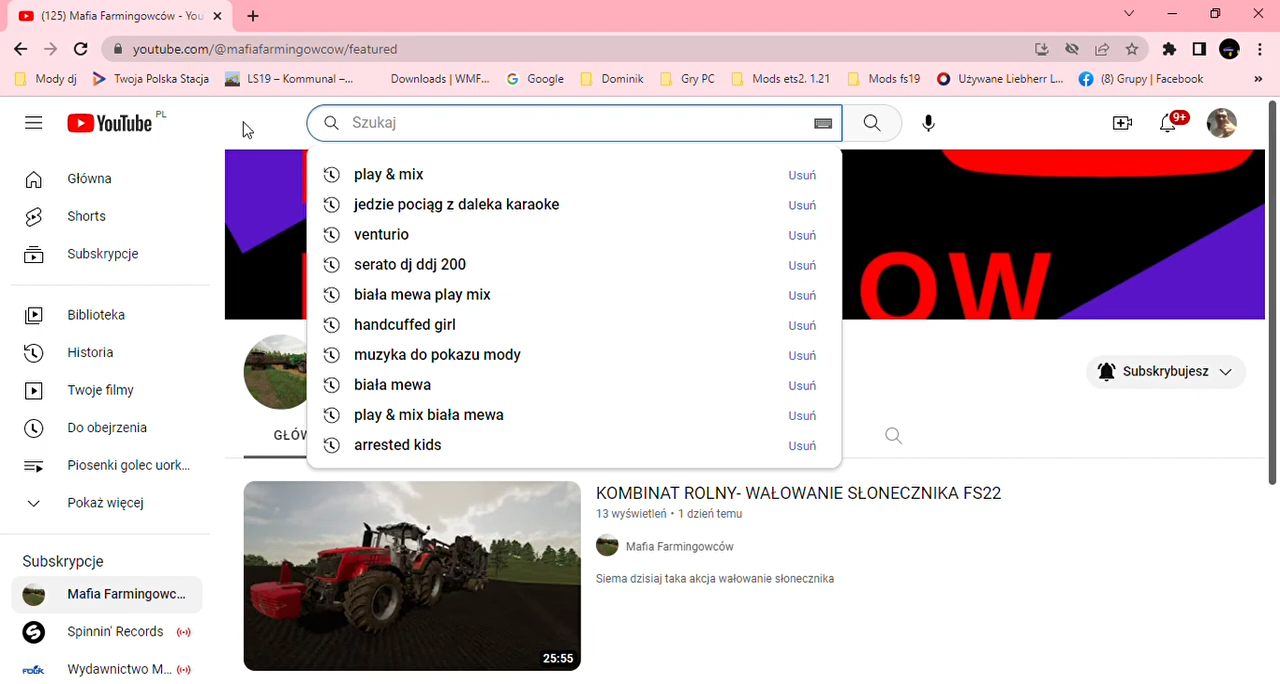 (125) Mafia Farmingowców - You
youtube.com/@mafiafarmingowcow/featured
Mody dj
Twoja Polska Stacja
LS19 – Kommunal –...
Downloads | WMF...
Google
Dominik
Gry PC
Mods ets2. 1.21
Mods fs19
Używane Liebherr L...
(8) Grupy | Facebook
»
YouTube PL
Szukaj
9+
Główna
Shorts
Subskrypcje
Biblioteka
Historia
Twoje filmy
Do obejrzenia
Piosenki golec uork...
Pokaż więcej
Subskrypcje
Mafia Farmingowc...
Spinnin' Records
Wydawnictwo M...
play & mix Usuń
jedzie pociąg z daleka karaoke Usuń
venturio Usuń
serato dj ddj 200 Usuń
biała mewa play mix Usuń
handcuffed girl Usuń
muzyka do pokazu mody Usuń
biała mewa Usuń
play & mix biała mewa Usuń
arrested kids Usuń
OW
Subskrybujesz
GŁÓW
KOMBINAT ROLNY- WAŁOWANIE SŁONECZNIKA FS22
13 wyświetleń • 1 dzień temu
Mafia Farmingowców
Siema dzisiaj taka akcja wałowanie słonecznika
25:55